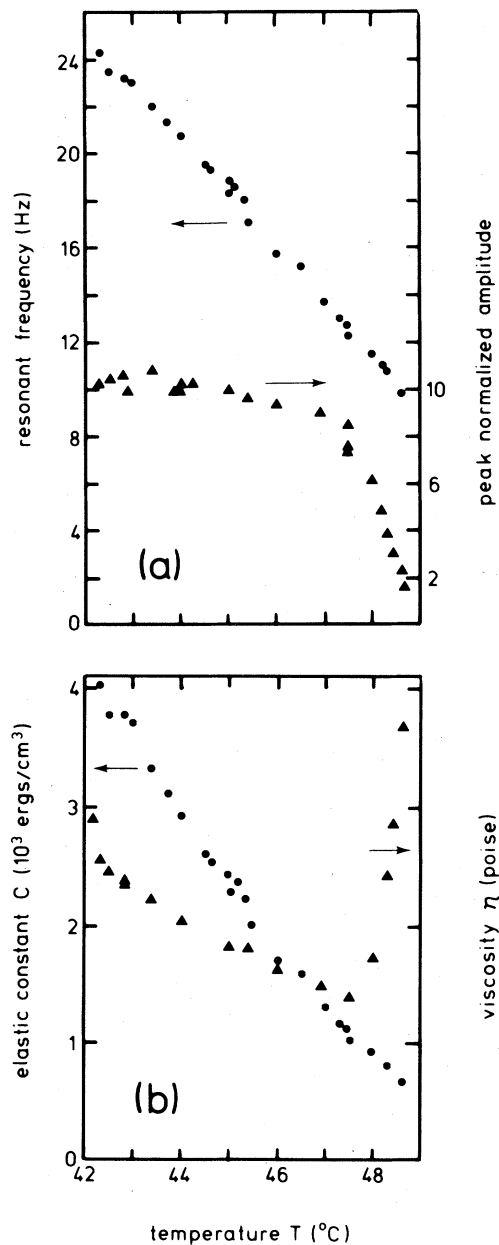 24
20
16
12
8
4
0
resonant frequency (Hz)
10
6
2
peak normalized amplitude
(a)
4
3
2
1
0
elastic constant C (10³ ergs/cm³)
viscosity η (poise)
(b)
42 44 46 48
temperature T (°C)